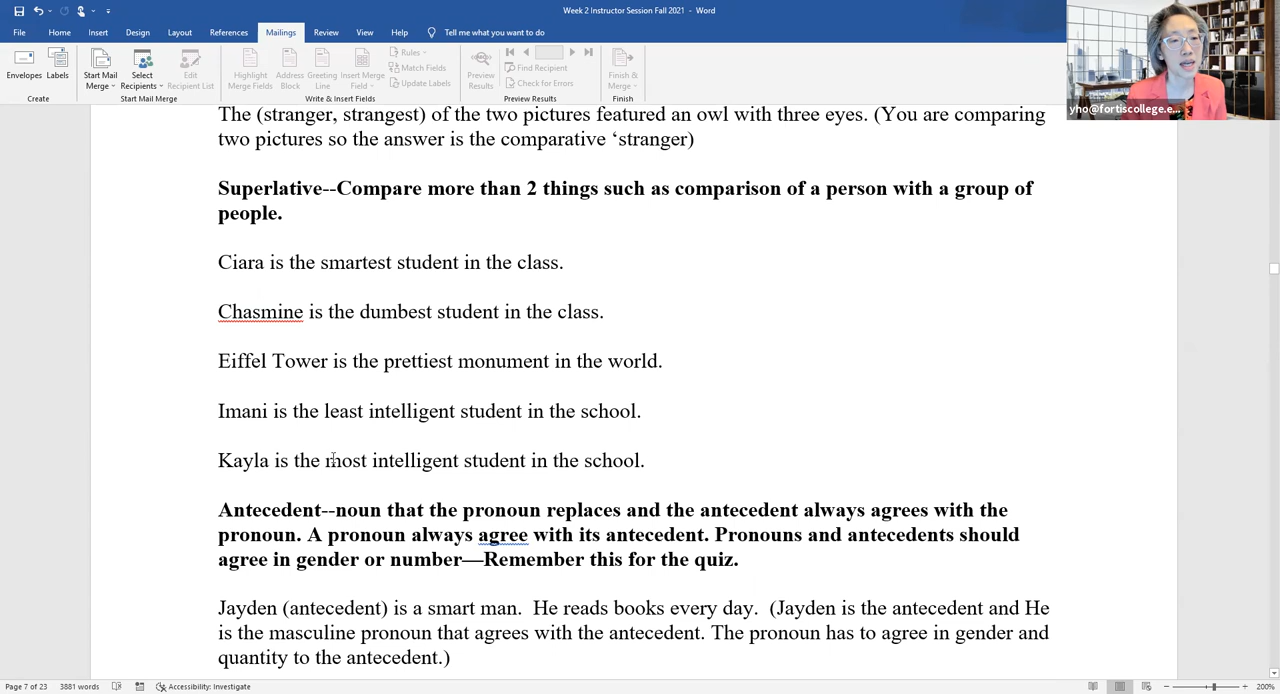 Week 2 Instructor Session Fall 2021 - Word
File Home Insert Design Layout References Mailings Review View Help Tell me what you want to do
Envelopes Labels Start Mail Merge Select Recipients Edit Recipient List Highlight Merge Fields Address Block Greeting Line Insert Merge Field Rules Match Fields Update Labels Preview Results Find Recipient Check for Errors Finish & Merge
Create Start Mail Merge Write & Insert Fields Preview Results Finish
yho@fortiscollege.e...
The (stranger, strangest) of the two pictures featured an owl with three eyes. (You are comparing
two pictures so the answer is the comparative ‘stranger)
Superlative--Compare more than 2 things such as comparison of a person with a group of
people.
Ciara is the smartest student in the class.
Chasmine is the dumbest student in the class.
Eiffel Tower is the prettiest monument in the world.
Imani is the least intelligent student in the school.
Kayla is the most intelligent student in the school.
Antecedent--noun that the pronoun replaces and the antecedent always agrees with the
pronoun. A pronoun always agree with its antecedent. Pronouns and antecedents should
agree in gender or number—Remember this for the quiz.
Jayden (antecedent) is a smart man. He reads books every day. (Jayden is the antecedent and He
is the masculine pronoun that agrees with the antecedent. The pronoun has to agree in gender and
quantity to the antecedent.)
Page 7 of 23 3881 words Accessibility: Investigate 200%